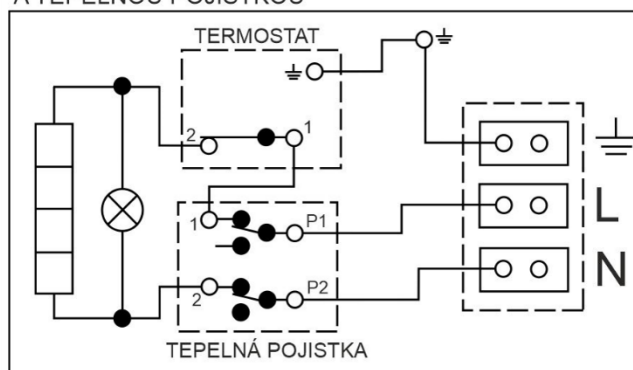 A TEPELNOU POJISTKOU
TERMOSTAT
2
1
1
P1
L
2
P2
N
TEPELNÁ POJISTKA